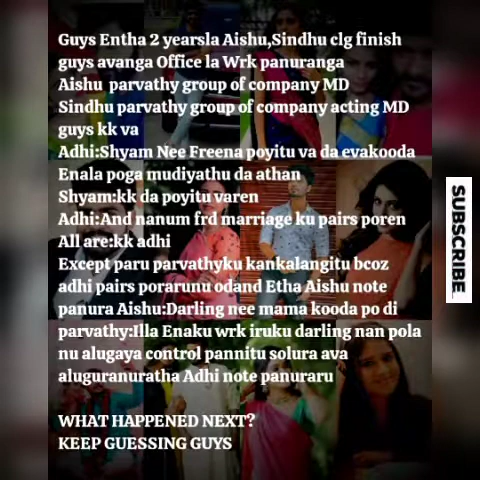 Guys Entha 2 yearsla Aishu,Sindhu clg finish
guys avanga Office la Wrk panuranga
Aishu parvathy group of company MD
Sindhu parvathy group of company acting MD
guys kk va
Adhi:Shyam Nee Freena poyitu va da evakooda
Enala poga mudiyathu da athan
Shyam:kk da poyitu varen
Adhi:And nanum frd marriage ku pairs poren
All are:kk adhi
Except paru parvathyku kankalangitu bcoz
adhi pairs porarunu odand Etha Aishu note
panura Aishu:Darling nee mama kooda po di
parvathy:Illa Enaku wrk iruku darling nan pola
nu alugaya control pannitu solura ava
aluguranuratha Adhi note panuraru
WHAT HAPPENED NEXT?
KEEP GUESSING GUYS
SUBSCRIBE